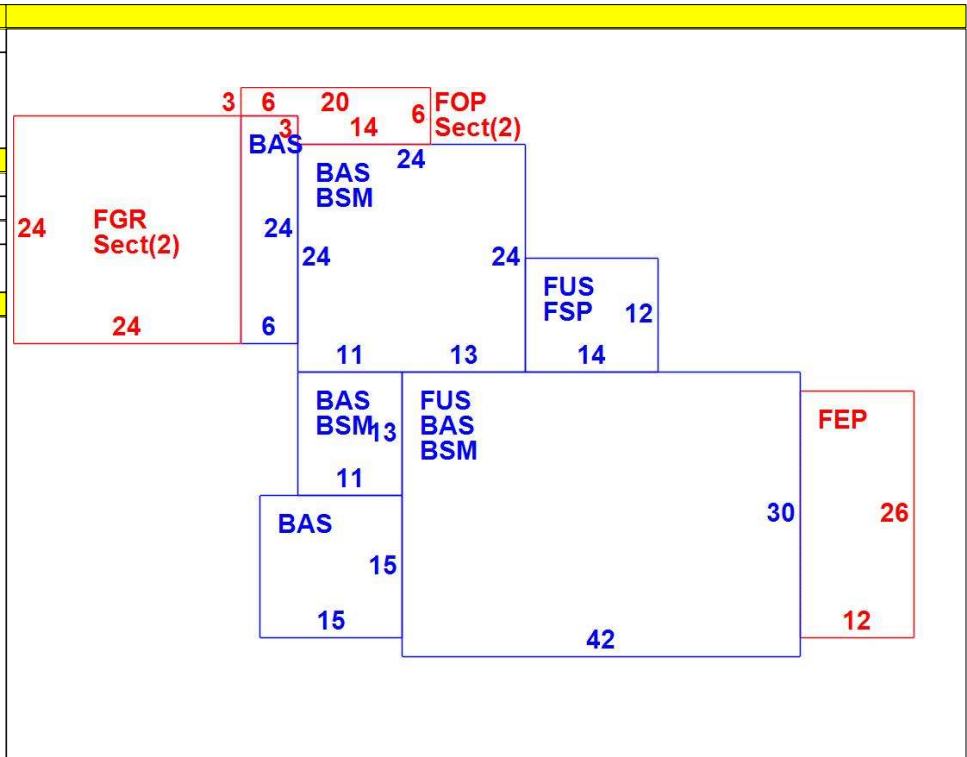 3 6 20 6 FOP
Sect(2)
3 14
BAS
24
BAS
BSM
24
FGR
Sect(2)
24
24
24
24
6
FUS
FSP
12
11
13
14
BAS
BSM
13
11
FUS
BAS
BSM
FEP
BAS
15
15
30
26
12
42